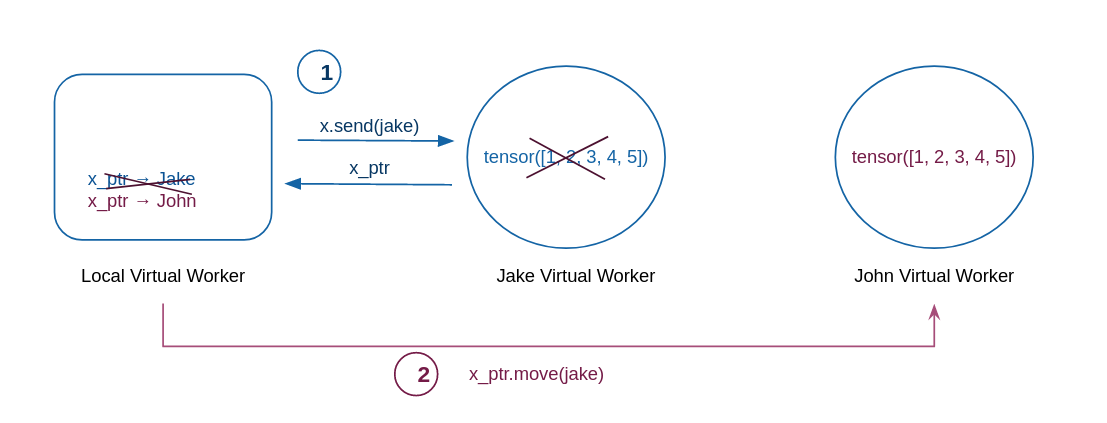 1
x.send(jake)
x_ptr
x_ptr → Jake
x_ptr → John
tensor([1, 2, 3, 4, 5])
tensor([1, 2, 3, 4, 5])
Local Virtual Worker
Jake Virtual Worker
John Virtual Worker
2
x_ptr.move(jake)